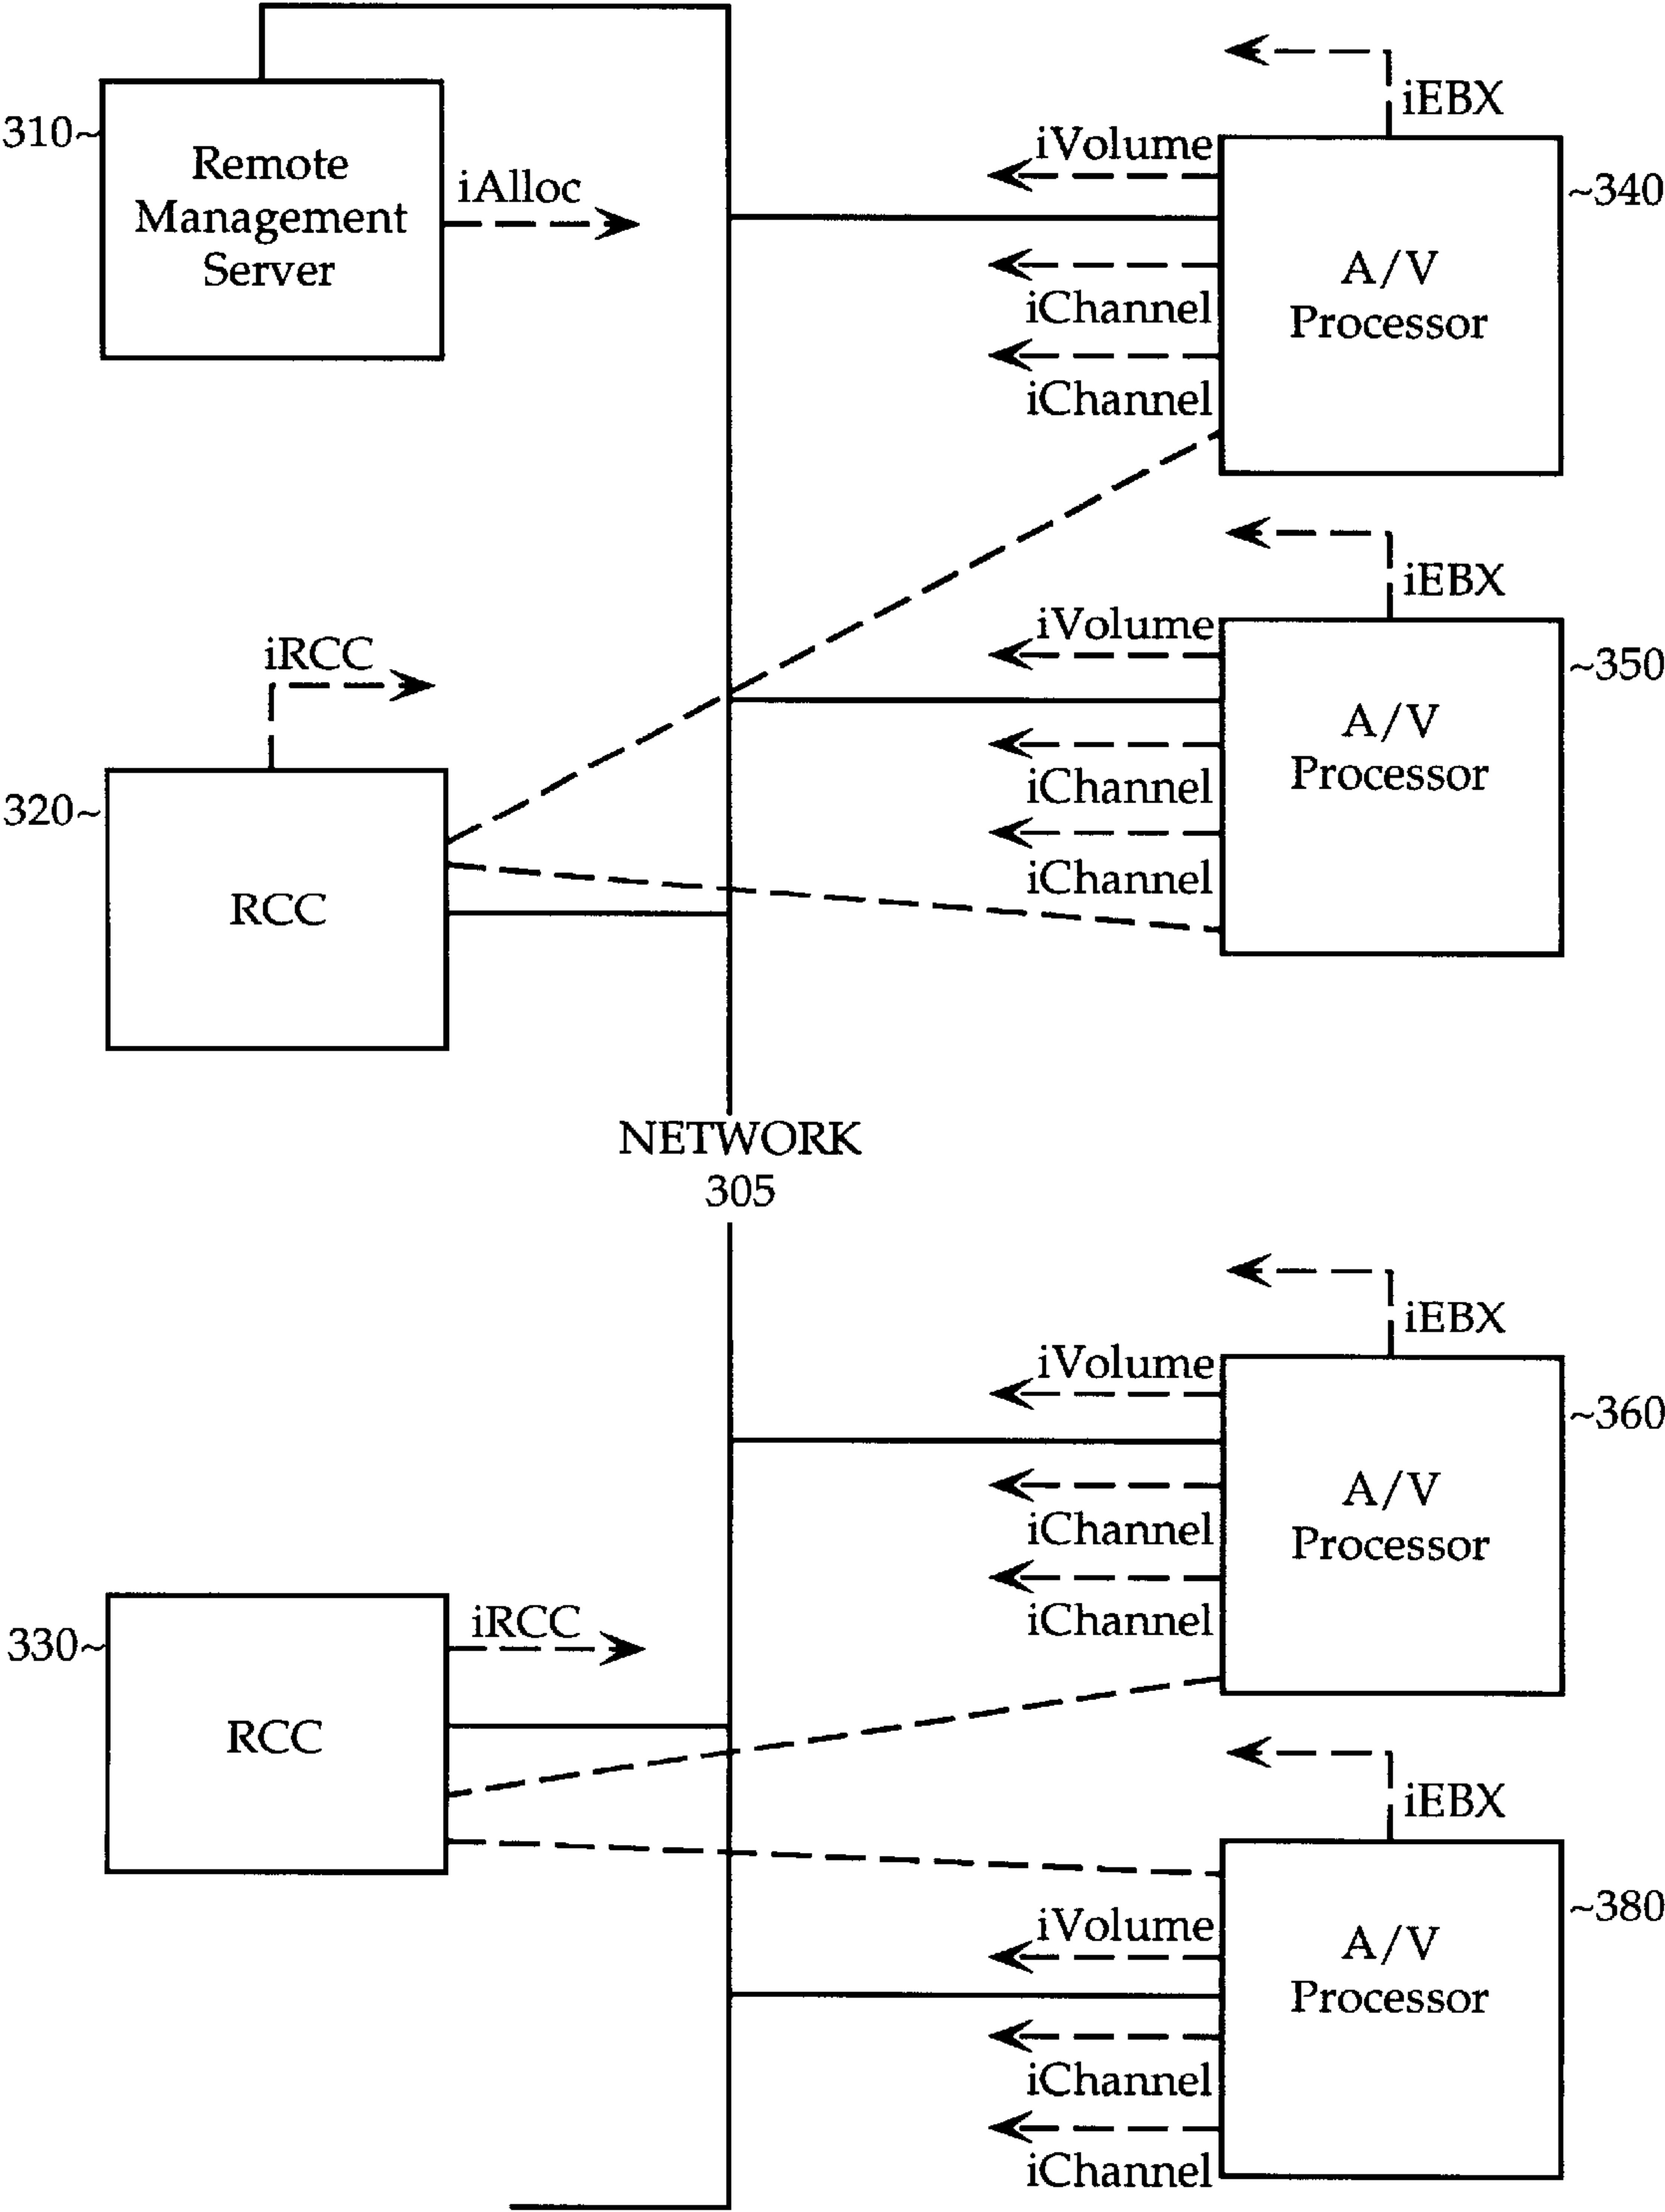 iEBX
310~
Remote
Management
Server
iAlloc
iVolume
~340
A/V
Processor
iChannel
iChannel
iEBX
iRCC
iVolume
~350
A/V
Processor
320~
RCC
iChannel
iChannel
NETWORK
305
iEBX
iVolume
~360
A/V
Processor
iChannel
iChannel
330~
iRCC
RCC
iEBX
iVolume
~380
A/V
Processor
iChannel
iChannel